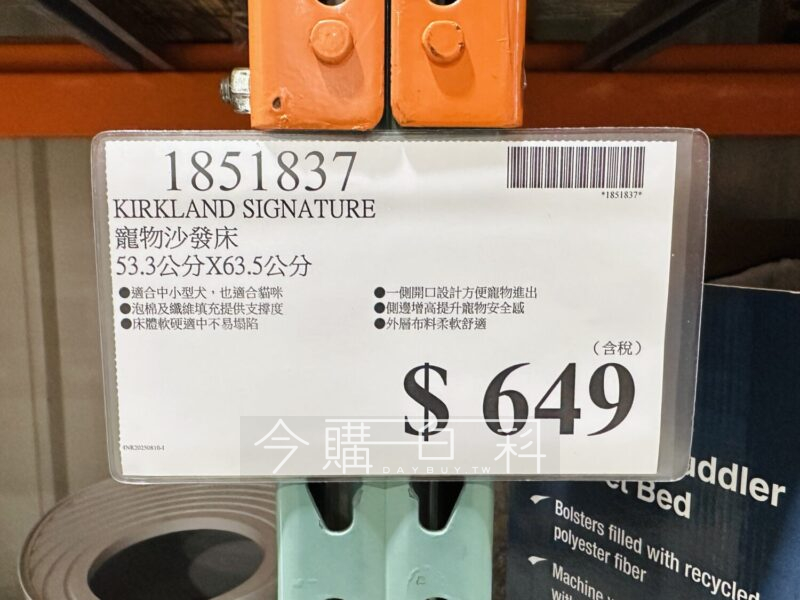 1851837
*1851837*
KIRKLAND SIGNATURE
寵物沙發床
53.3公分X63.5公分
●適合中小型犬，也適合貓咪
●泡棉及纖維填充提供支撐度
●床體軟硬適中不易塌陷
●一側開口設計方便寵物進出
●側邊增高提升寵物安全感
●外層布料柔軟舒適
（含稅）
$ 649
INR20250810-1
今購百科
DAYBUY.TW
Bed
Bolsters filled with recycled
polyester fiber
Machine